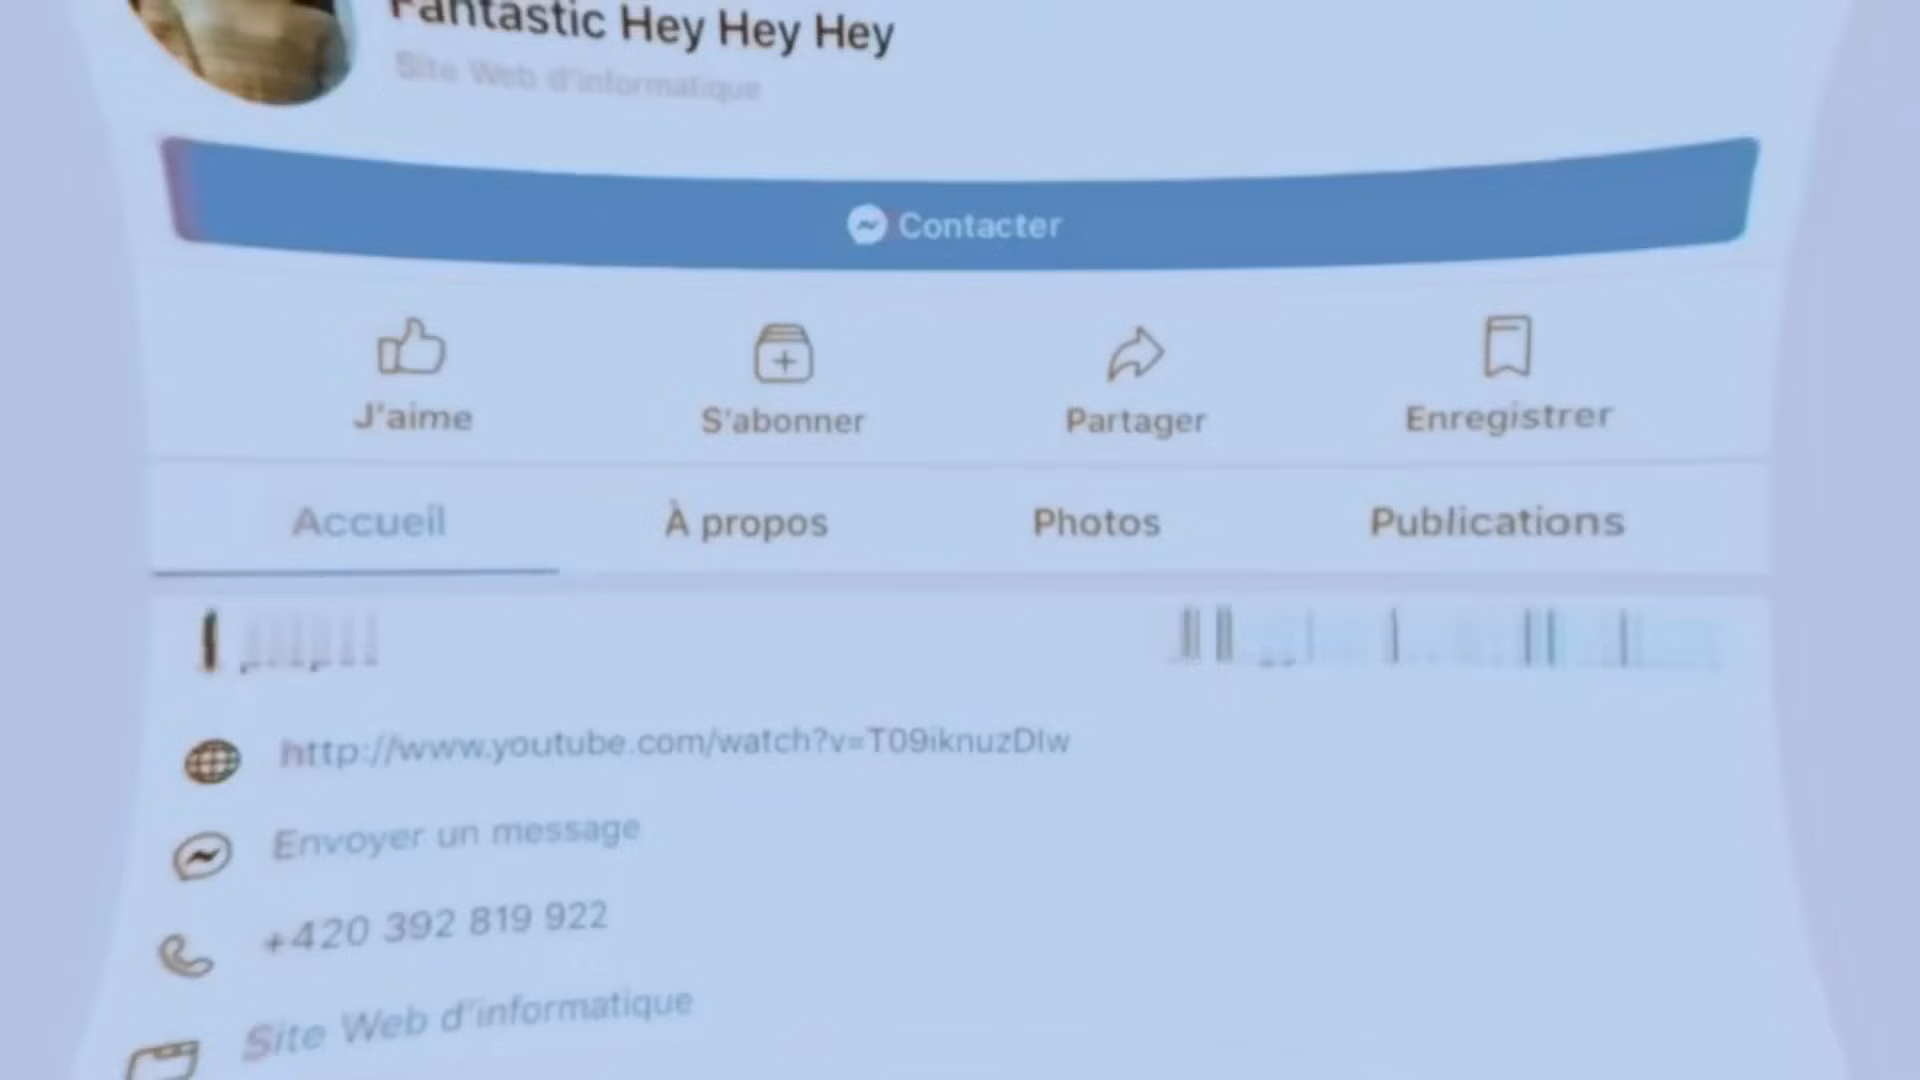 Fantastic Hey Hey Hey
Site Web d'informatique
Contacter
J'aime
S'abonner
Partager
Enregistrer
Accueil
À propos
Photos
Publications
http://www.youtube.com/watch?v=T09iknuzDIw
Envoyer un message
+420 392 819 922
Site Web d'informatique